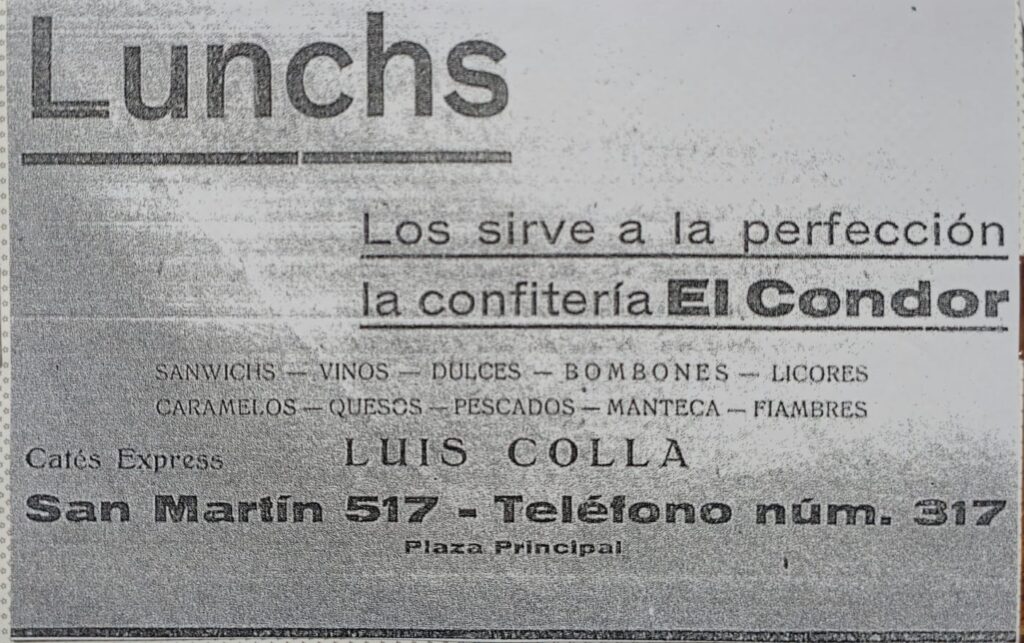 Lunchs
Los sirve a la perfección
la confitería El Condor
SANWICHS — VINOS — DULCES — BOMBONES — LICORES
CARAMELOS — QUESOS — PESCADOS — MANTECA — FIAMBRES
Cafés Express LUIS COLLA
San Martín 517 - Teléfono núm. 317
Plaza Principal